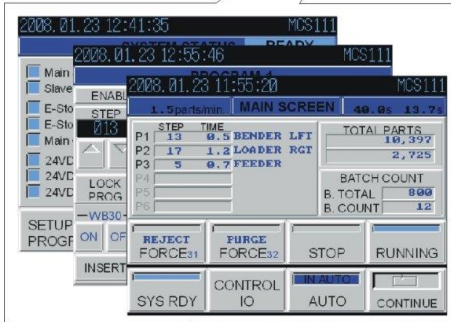 2008.01.23 12:41:35 MCS111
SYSTEM STATUS READY
Main
Slave
E-Sto
E-Sto
Main
24VD
24VD
24VD
SETUP
PROGR
2008.01.23 12:55:46 MCS111
PROGRAM 1
ENABL
STEP
013
LOCK
PROG
WB30
ON OF
INSERT
2008.01.23 11:55:20 MCS111
1.5parts/min. MAIN SCREEN 40.0s 13.7s
STEP TIME
P1 13 0.5 BENDER LFT
P2 17 1.2 LOADER RGT
P3 5 0.7 FEEDER
P4
P5
P6
TOTAL PARTS
10,397
2,725
BATCH COUNT
B. TOTAL 800
B. COUNT 12
REJECT
FORCE31
PURGE
FORCE32
STOP
RUNNING
SYS RDY
CONTROL
IO
IN AUTO
AUTO
CONTINUE